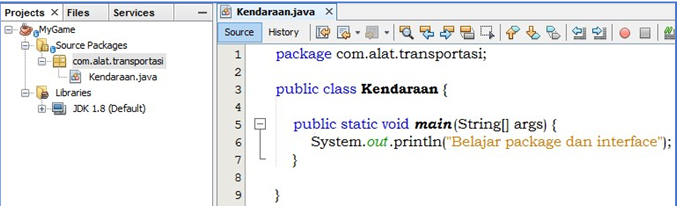 Projects Files Services
MyGame
Source Packages
com.alat.transportasi
Kendaraan.java
Libraries
JDK 1.8 (Default)
Kendaraan.java
Source History
1 package com.alat.transportasi;
2
3 public class Kendaraan {
4
5 public static void main(String[] args) {
6 System.out.println("Belajar package dan interface");
7 }
8
9 }